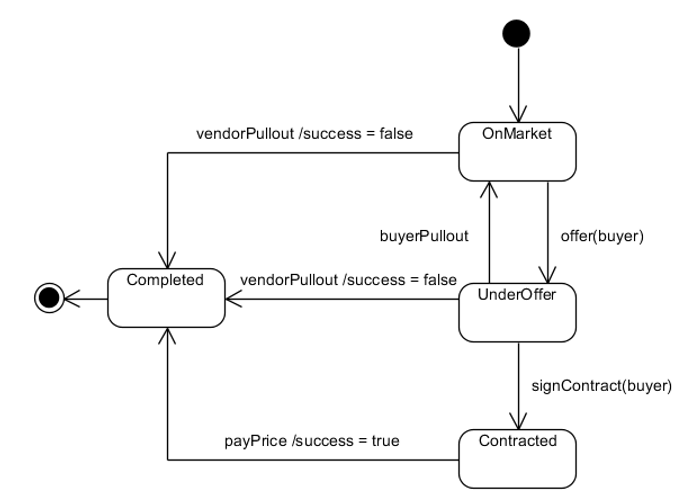 vendorPullout /success = false
OnMarket
buyerPullout
offer(buyer)
Completed
vendorPullout /success = false
UnderOffer
signContract(buyer)
payPrice /success = true
Contracted